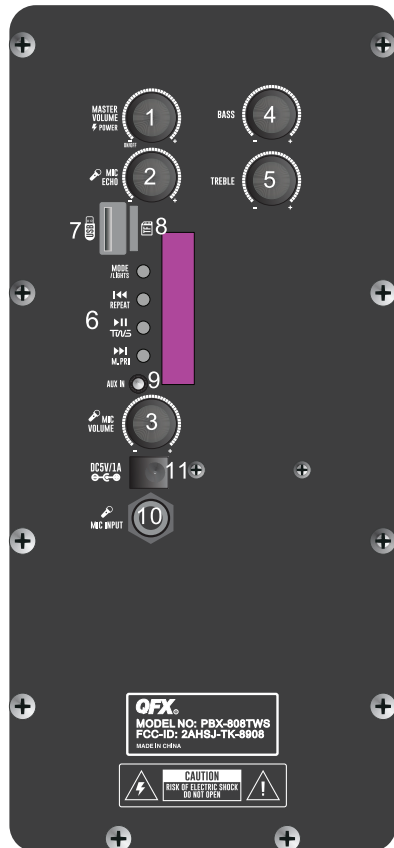 MASTER
VOLUME
POWER
ON/OFF
- +
1
BASS
4
- +
MIC
ECHO
2
- +
TREBLE
5
- +
7
USB
8
MODE
/LIGHTS
REPEAT
6
TWS
M.PRI
AUX IN
9
MIC
VOLUME
3
- +
DC5V/1A
11
MIC INPUT
10
QFX®
MODEL NO: PBX-808TWS
FCC-ID: 2AHSJ-TK-8908
MADE IN CHINA
CAUTION
RISK OF ELECTRIC SHOCK
DO NOT OPEN